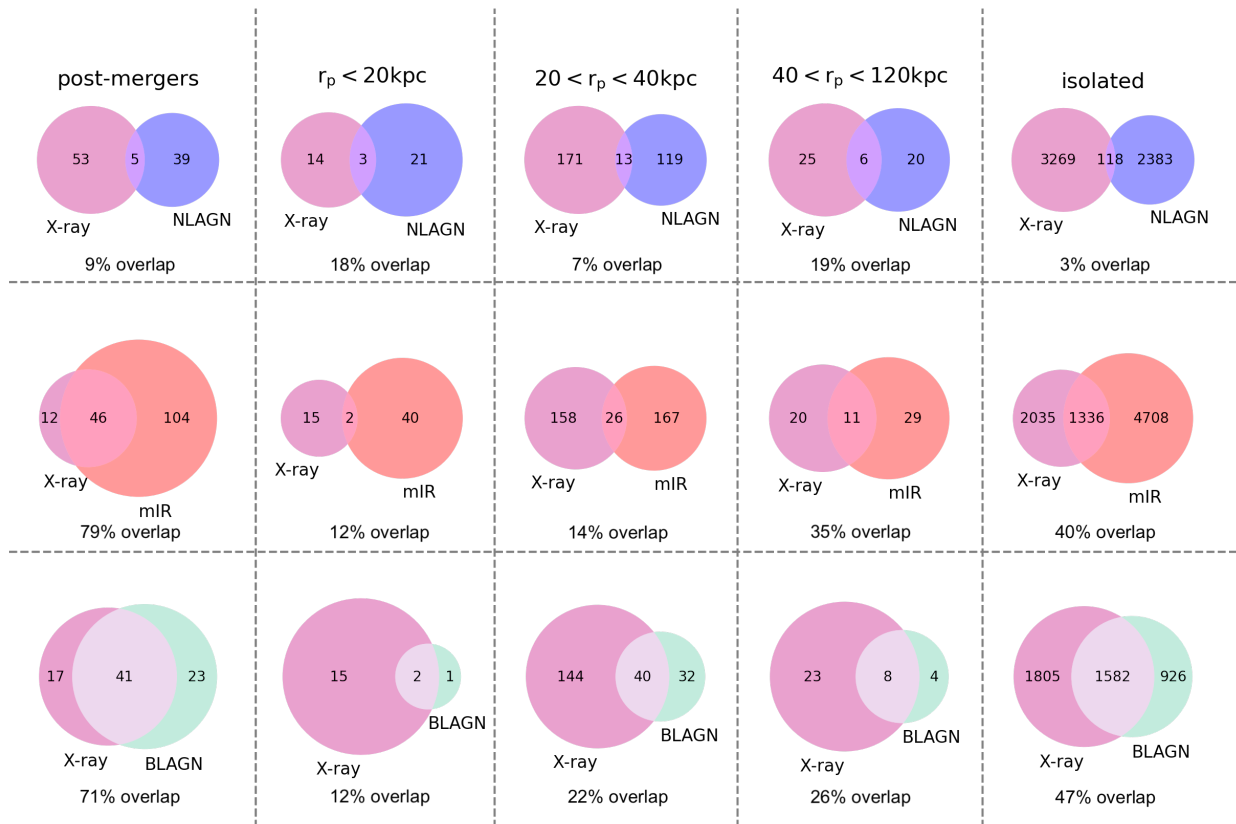 post-mergers
r_p < 20kpc
20 < r_p < 40kpc
40 < r_p < 120kpc
isolated
53 5 39
X-ray NLAGN
9% overlap
14 3 21
X-ray NLAGN
18% overlap
171 13 119
X-ray NLAGN
7% overlap
25 6 20
X-ray NLAGN
19% overlap
3269 118 2383
X-ray NLAGN
3% overlap
12 46 104
X-ray mIR
79% overlap
15 2 40
X-ray mIR
12% overlap
158 26 167
X-ray mIR
14% overlap
20 11 29
X-ray mIR
35% overlap
2035 1336 4708
X-ray mIR
40% overlap
17 41 23
X-ray BLAGN
71% overlap
15 2 1
X-ray BLAGN
12% overlap
144 40 32
X-ray BLAGN
22% overlap
23 8 4
X-ray BLAGN
26% overlap
1805 1582 926
X-ray BLAGN
47% overlap